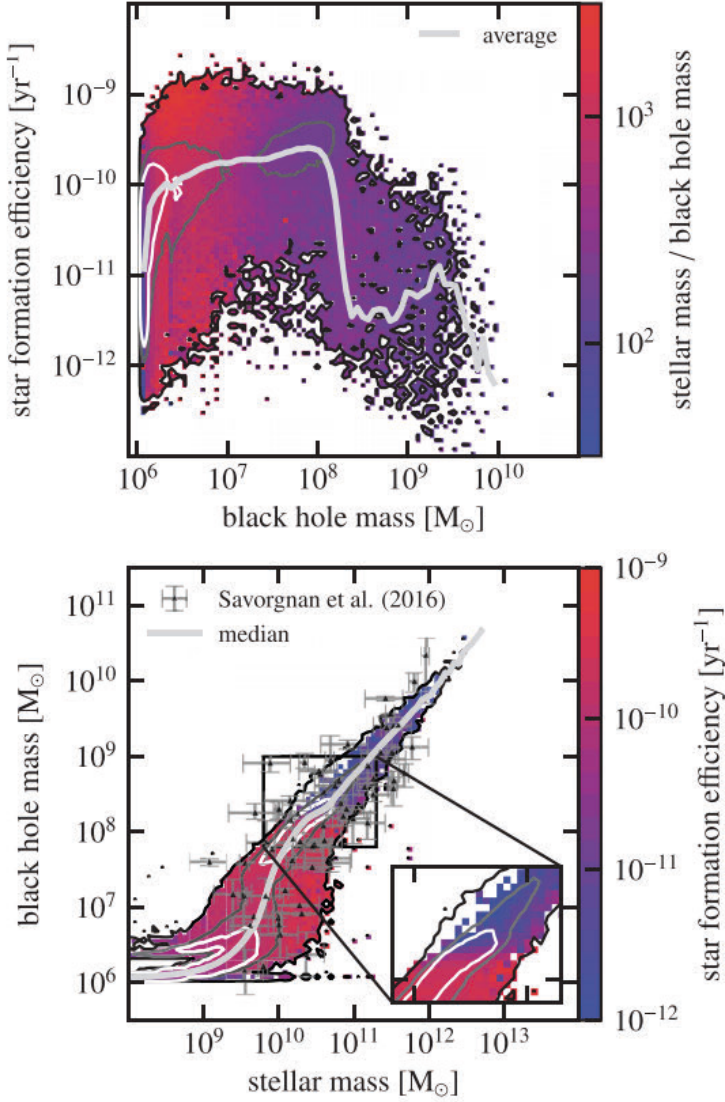 average
star formation efficiency [yr⁻¹]
10⁻⁹
10⁻¹⁰
10⁻¹¹
10⁻¹²
10⁶ 10⁷ 10⁸ 10⁹ 10¹⁰
black hole mass [M⊙]
10³
10²
stellar mass / black hole mass
Savorgnan et al. (2016)
median
black hole mass [M⊙]
10¹¹
10¹⁰
10⁹
10⁸
10⁷
10⁶
10⁹ 10¹⁰ 10¹¹ 10¹² 10¹³
stellar mass [M⊙]
10⁻⁹
10⁻¹⁰
10⁻¹¹
10⁻¹²
star formation efficiency [yr⁻¹]